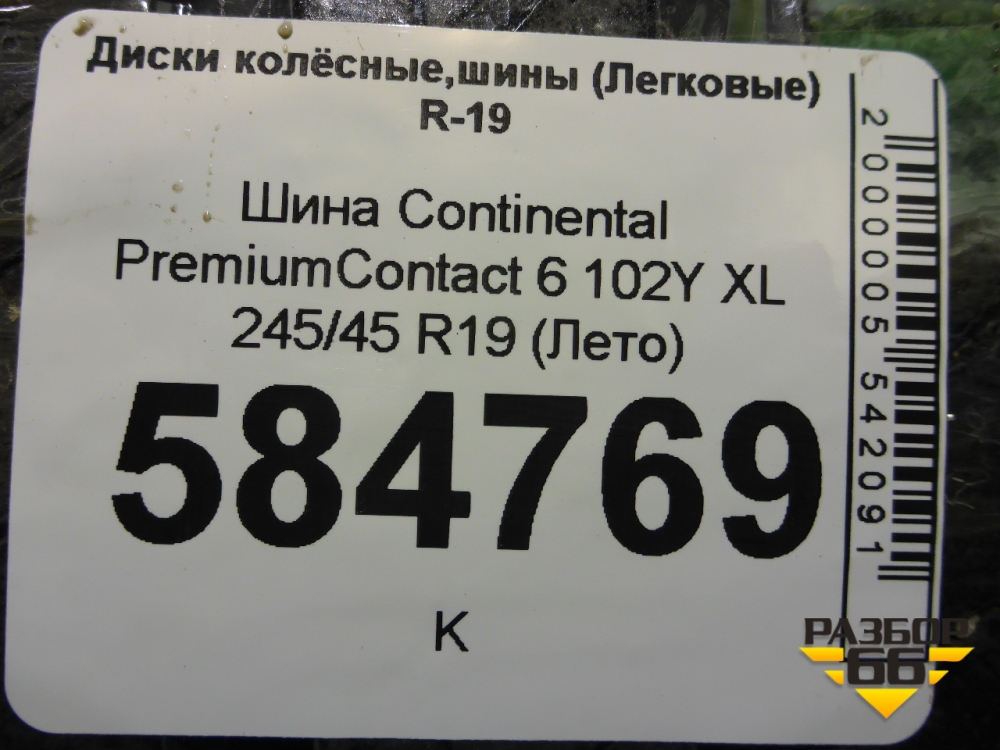 Диски колёсные,шины (Легковые)
R-19
Шина Continental
PremiumContact 6 102Y XL
245/45 R19 (Лето)
584769
К
2000005542091
РАЗБОР
66